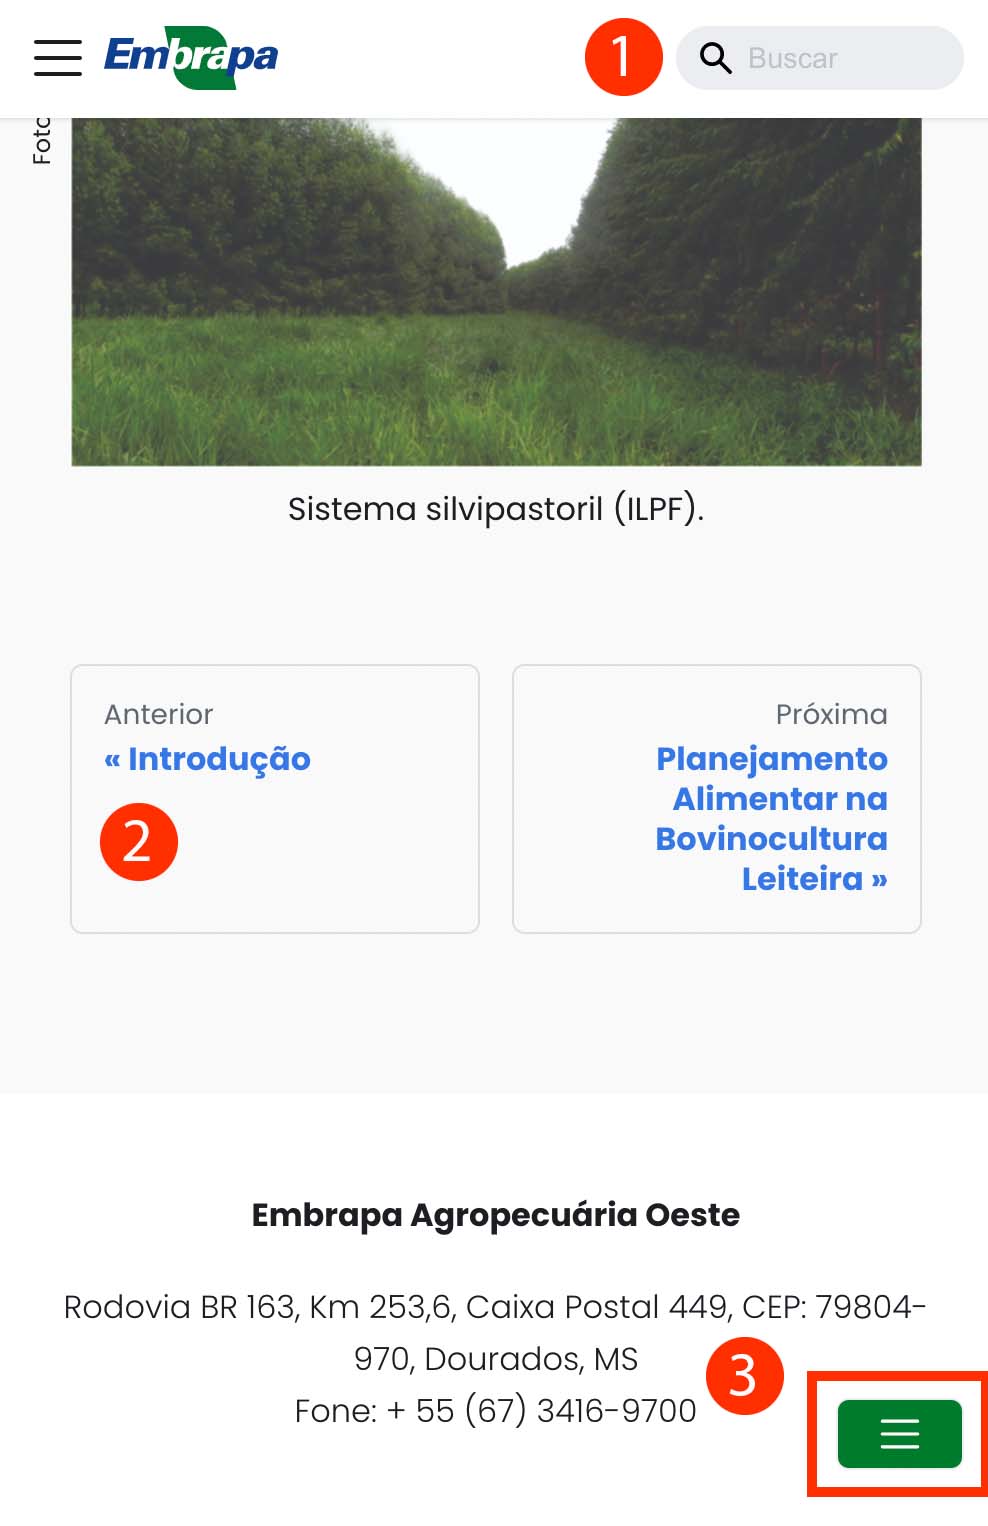 Embrapa
1
Buscar
Foto
Sistema silvipastoril (ILPF).
Anterior
« Introdução
2
Próxima
Planejamento
Alimentar na
Bovinocultura
Leiteira »
Embrapa Agropecuária Oeste
Rodovia BR 163, Km 253,6, Caixa Postal 449, CEP: 79804-
970, Dourados, MS
3
Fone: + 55 (67) 3416-9700